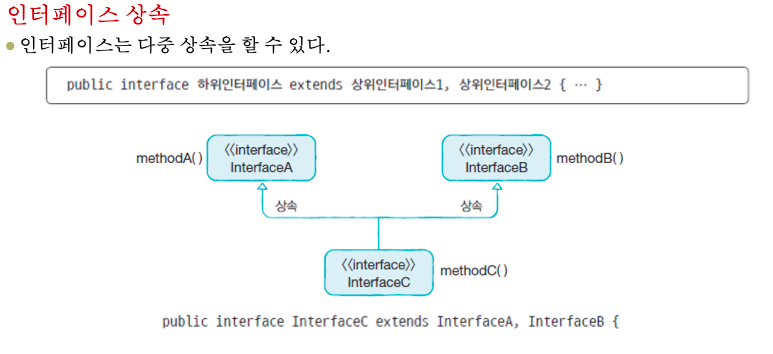 인터페이스 상속
인터페이스는 다중 상속을 할 수 있다.
public interface 하위인터페이스 extends 상위인터페이스1, 상위인터페이스2 { … }
methodA( )
《interface》
InterfaceA
《interface》
InterfaceB
methodB( )
상속
상속
《interface》
InterfaceC
methodC( )
public interface InterfaceC extends InterfaceA, InterfaceB {